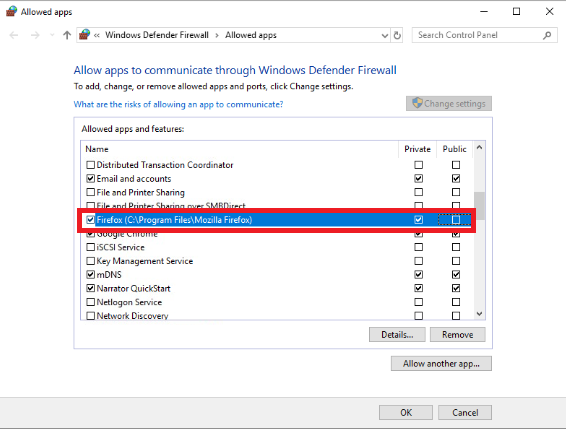 Allowed apps
« Windows Defender Firewall › Allowed apps
Search Control Panel
Allow apps to communicate through Windows Defender Firewall
To add, change, or remove allowed apps and ports, click Change settings.
What are the risks of allowing an app to communicate?
Change settings
Allowed apps and features:
Name Private Public
Distributed Transaction Coordinator
Email and accounts
File and Printer Sharing
File and Printer Sharing over SMBDirect
Firefox (C:\Program Files\Mozilla Firefox)
Google Chrome
iSCSI Service
Key Management Service
mDNS
Narrator QuickStart
Netlogon Service
Network Discovery
Details... Remove
Allow another app...
OK Cancel